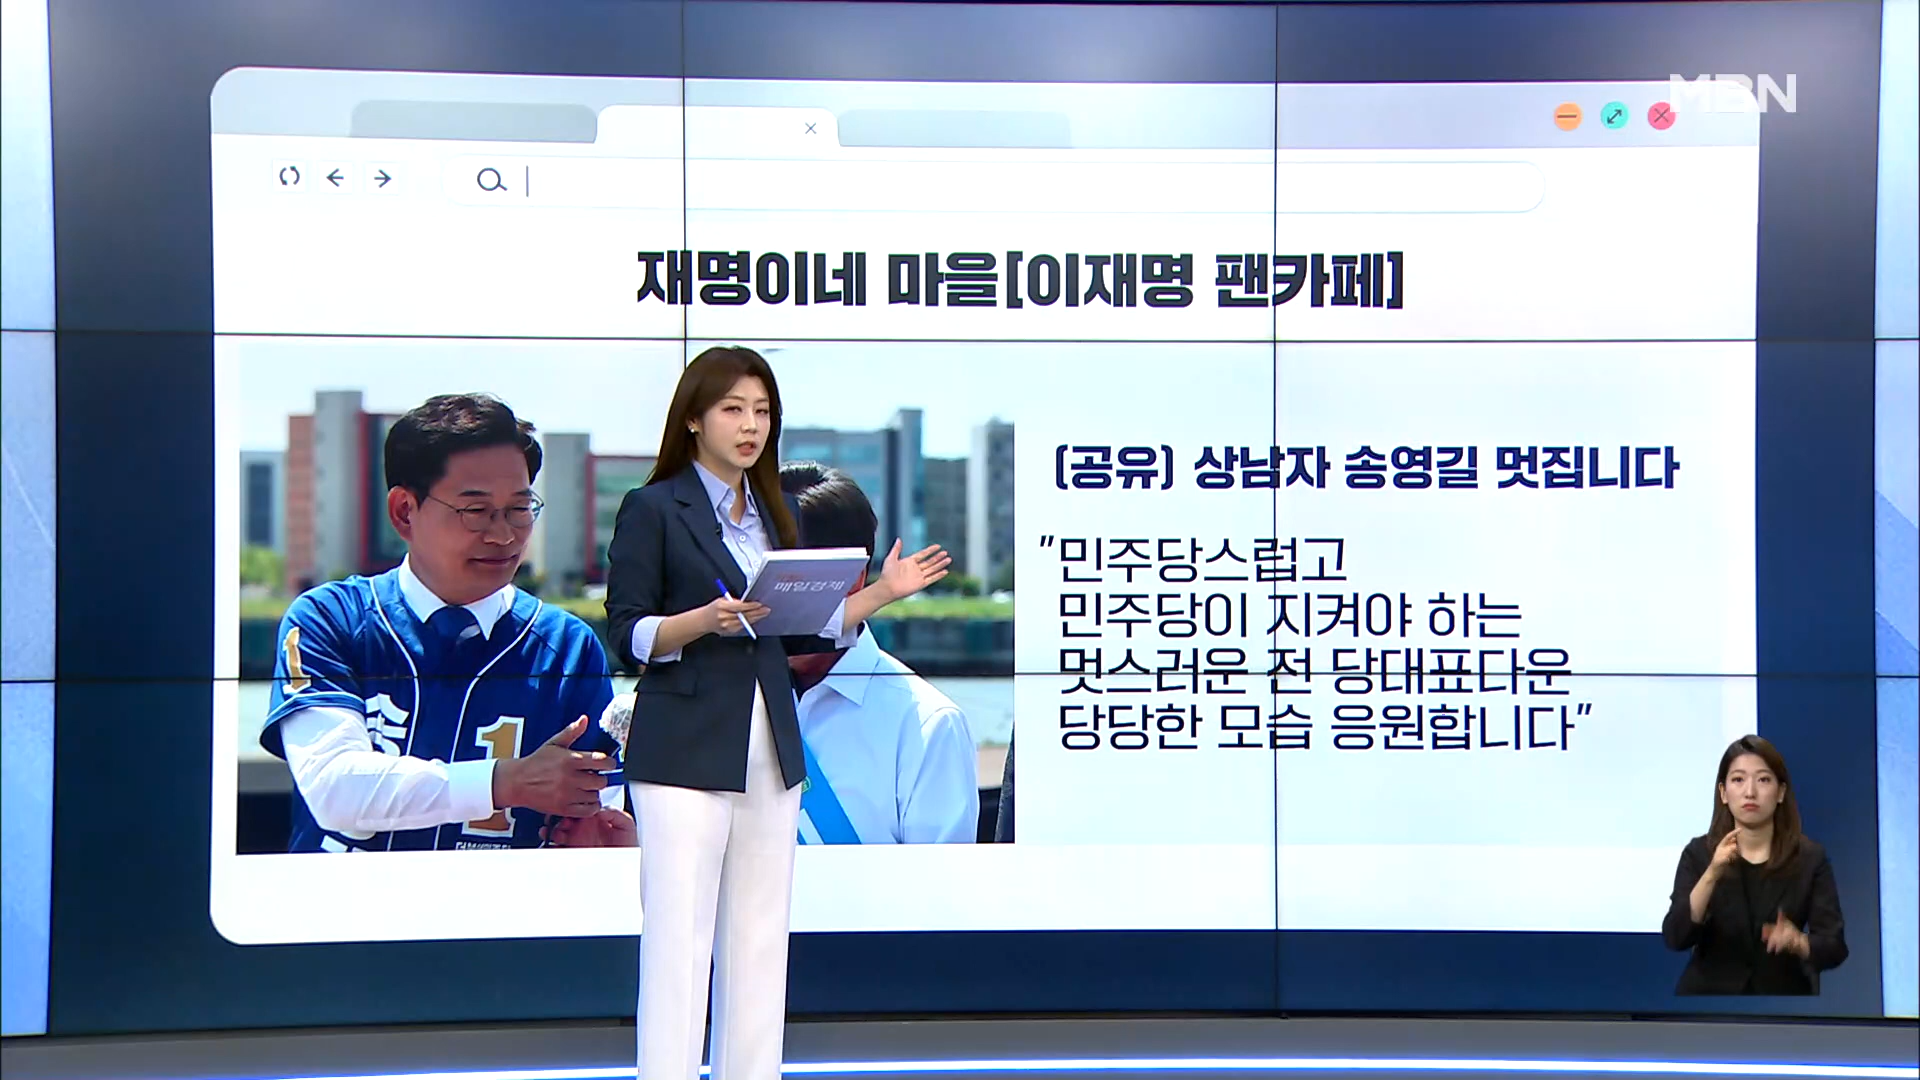 MBN
재명이네 마을[이재명 팬카페]
(공유) 상남자 송영길 멋집니다
"민주당스럽고
민주당이 지켜야 하는
멋스러운 전 당대표다운
당당한 모습 응원합니다"
매일경제
1
송
1